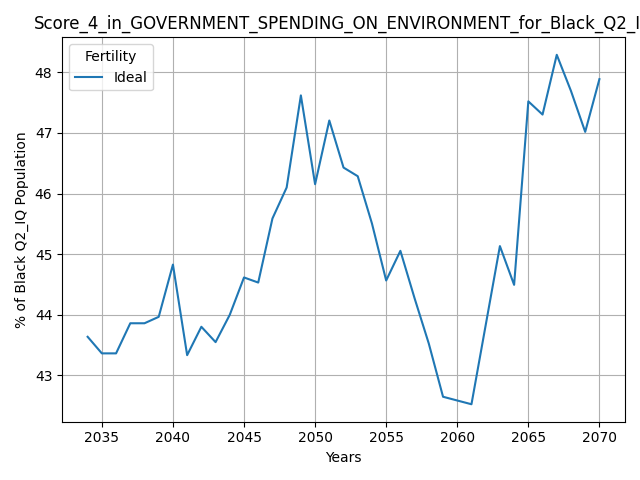 Score_4_in_GOVERNMENT_SPENDING_ON_ENVIRONMENT_for_Black_Q2_I
Fertility
Ideal
% of Black Q2_IQ Population
48
47
46
45
44
43
2035 2040 2045 2050 2055 2060 2065 2070
Years